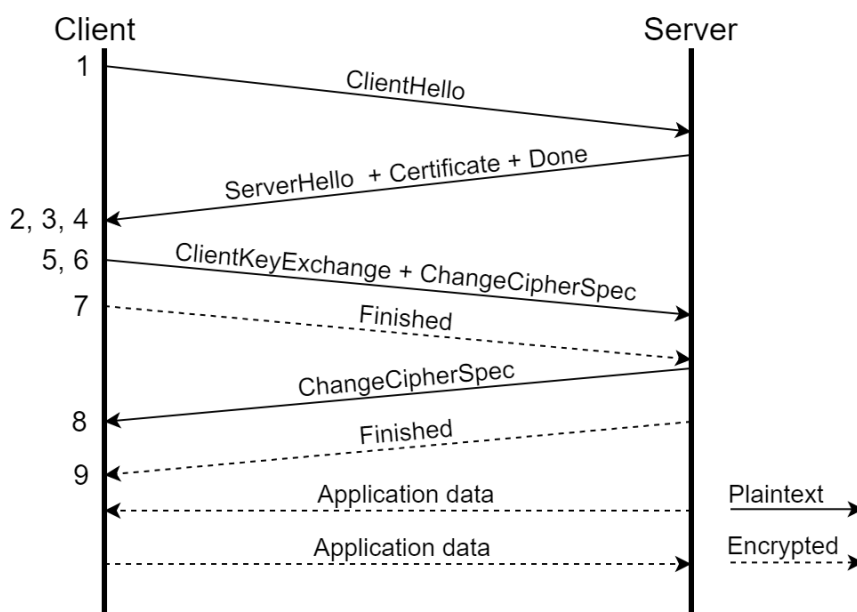 Client
Server
1
ClientHello
ServerHello + Certificate + Done
2, 3, 4
5, 6
ClientKeyExchange + ChangeCipherSpec
7
Finished
ChangeCipherSpec
8
Finished
9
Application data
Plaintext
Application data
Encrypted